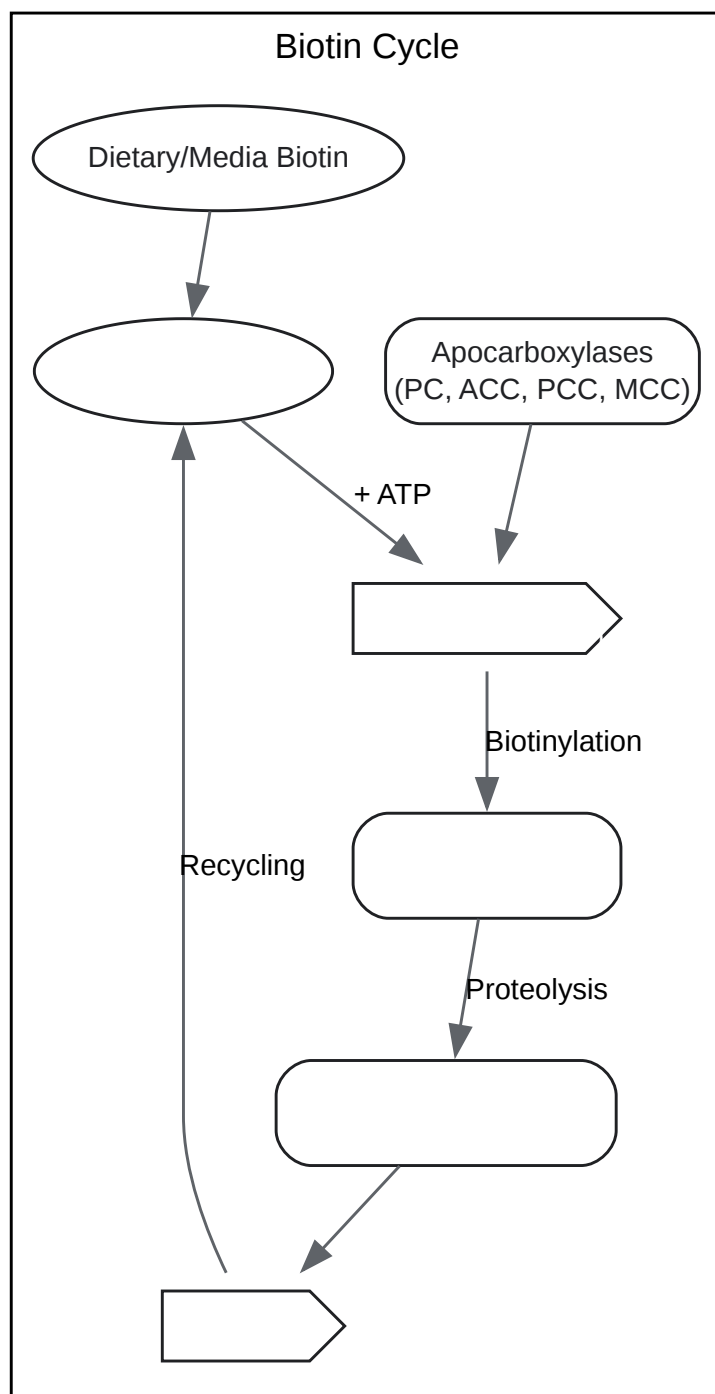 Biotin Cycle
Dietary/Media Biotin
Apocarboxylases
(PC, ACC, PCC, MCC)
+ ATP
Biotinylation
Recycling
Proteolysis